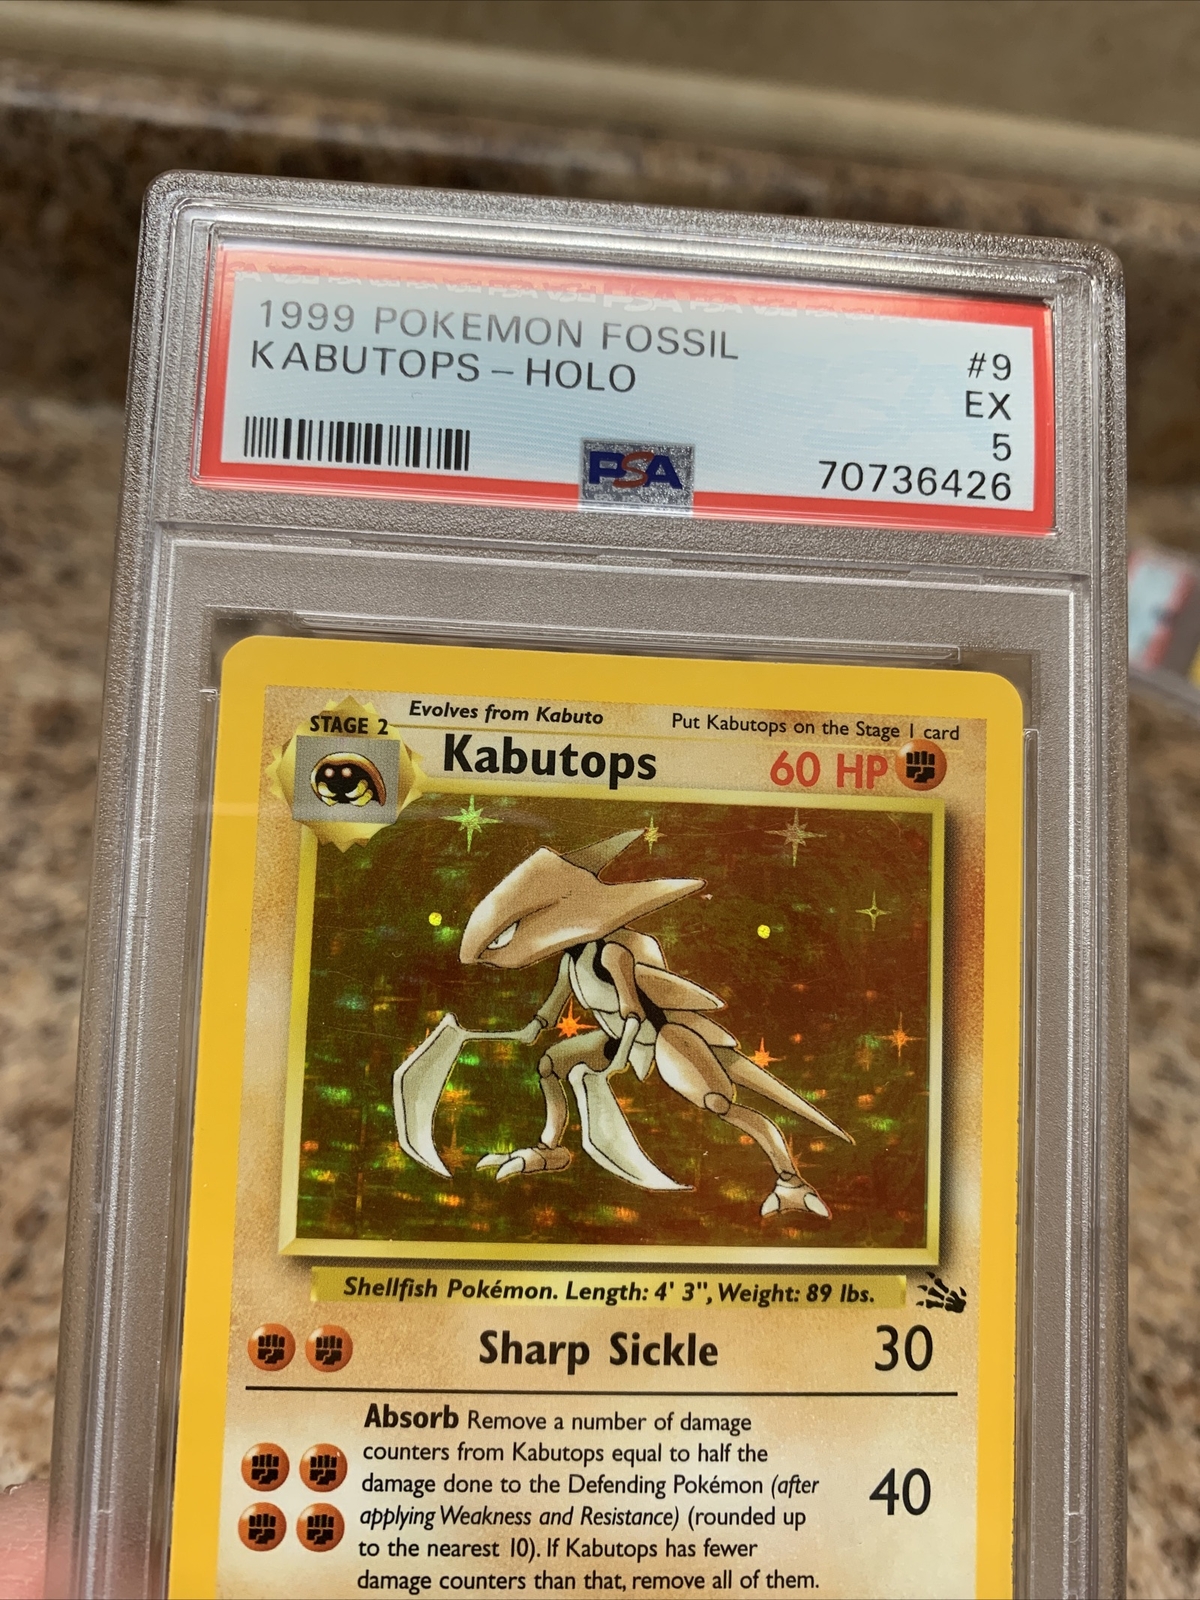 1999 POKEMON FOSSIL
KABUTOPS – HOLO
#9
EX
5
70736426
PSA
STAGE 2
Evolves from Kabuto
Put Kabutops on the Stage 1 card
Kabutops
60 HP
Shellfish Pokémon. Length: 4' 3", Weight: 89 lbs.
Sharp Sickle 30
Absorb Remove a number of damage
counters from Kabutops equal to half the
damage done to the Defending Pokémon (after
applying Weakness and Resistance) (rounded up
to the nearest 10). If Kabutops has fewer
damage counters than that, remove all of them.
40